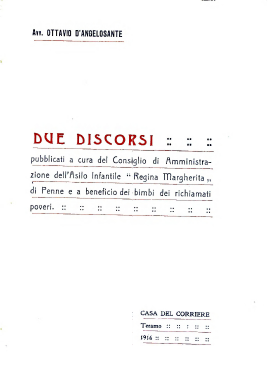 Avv. OTTAVIO D'ANGELOSANTE
DUE DISCORSI :: :: ::
pubblicati a cura del Consiglio di Amministra-
zione dell'Asilo Infantile “ Regina Margherita „
di Penne e a beneficio dei bimbi dei richiamati
poveri. :: :: :: :: :: :: :: :: ::
CASA DEL CORRIERE
Teramo :: :: : :: ::
1916 :: :: :: :: :: ::